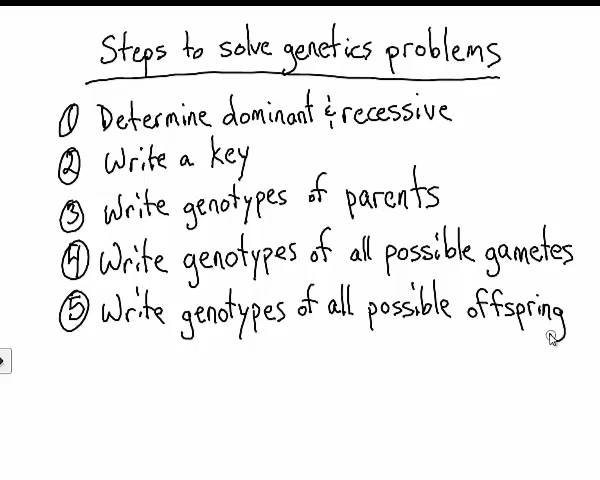 Steps to solve genetics problems
① Determine dominant & recessive
② Write a key
③ Write genotypes of parents
④ Write genotypes of all possible gametes
⑤ Write genotypes of all possible offspring